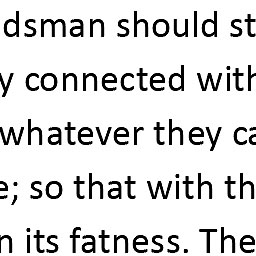 dsman should st
y connected with
whatever they ca
e; so that with th
n its fatness. The